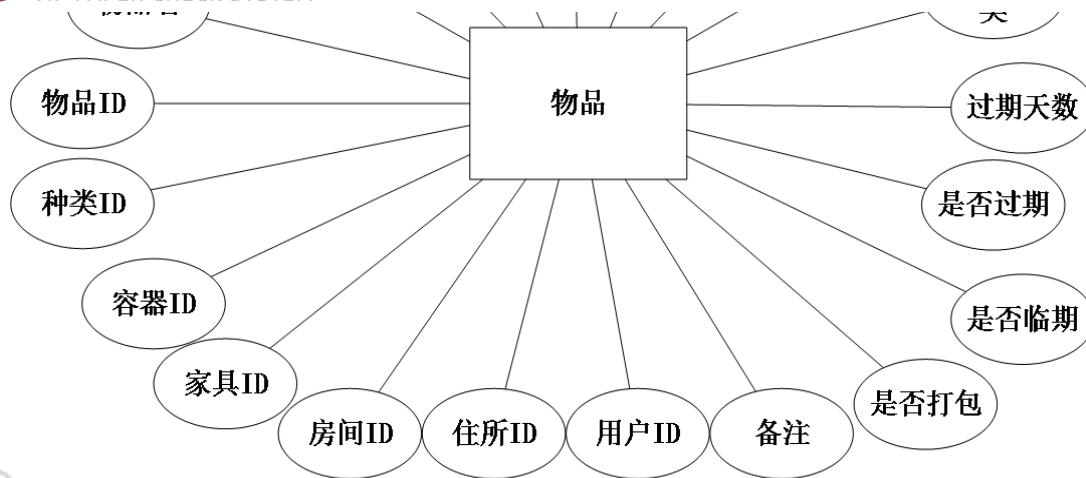 类
物品
物品ID
过期天数
种类ID
是否过期
容器ID
是否临期
家具ID
是否打包
房间ID
住所ID
用户ID
备注